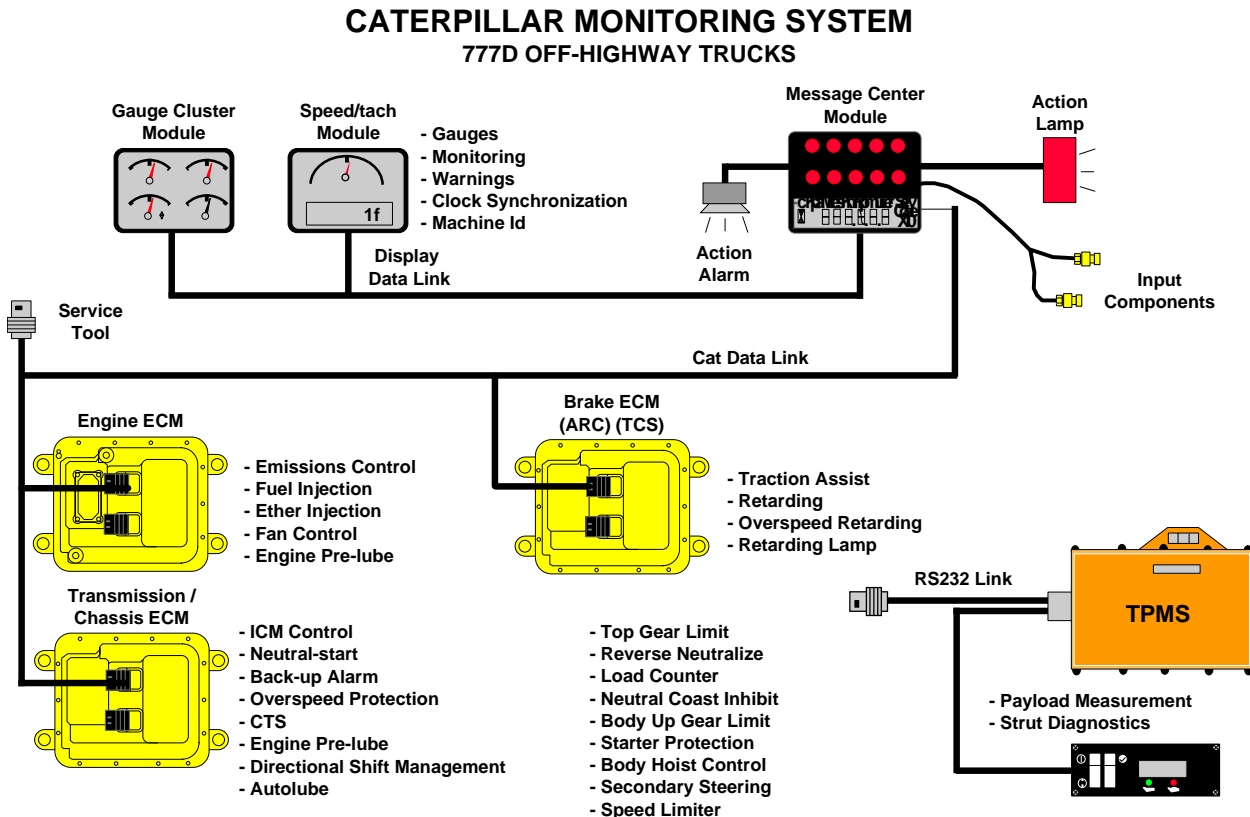 CATERPILLAR MONITORING SYSTEM
777D OFF-HIGHWAY TRUCKS
Gauge Cluster
Module
Speed/tach
Module
- Gauges
- Monitoring
- Warnings
- Clock Synchronization
- Machine Id
1f
Message Center
Module
Action
Lamp
Action
Alarm
Input
Components
Display
Data Link
Service
Tool
Cat Data Link
Engine ECM
- Emissions Control
- Fuel Injection
- Ether Injection
- Fan Control
- Engine Pre-lube
Brake ECM
(ARC) (TCS)
- Traction Assist
- Retarding
- Overspeed Retarding
- Retarding Lamp
Transmission /
Chassis ECM
- ICM Control
- Neutral-start
- Back-up Alarm
- Overspeed Protection
- CTS
- Engine Pre-lube
- Directional Shift Management
- Autolube
- Top Gear Limit
- Reverse Neutralize
- Load Counter
- Neutral Coast Inhibit
- Body Up Gear Limit
- Starter Protection
- Body Hoist Control
- Secondary Steering
- Speed Limiter
RS232 Link
TPMS
- Payload Measurement
- Strut Diagnostics